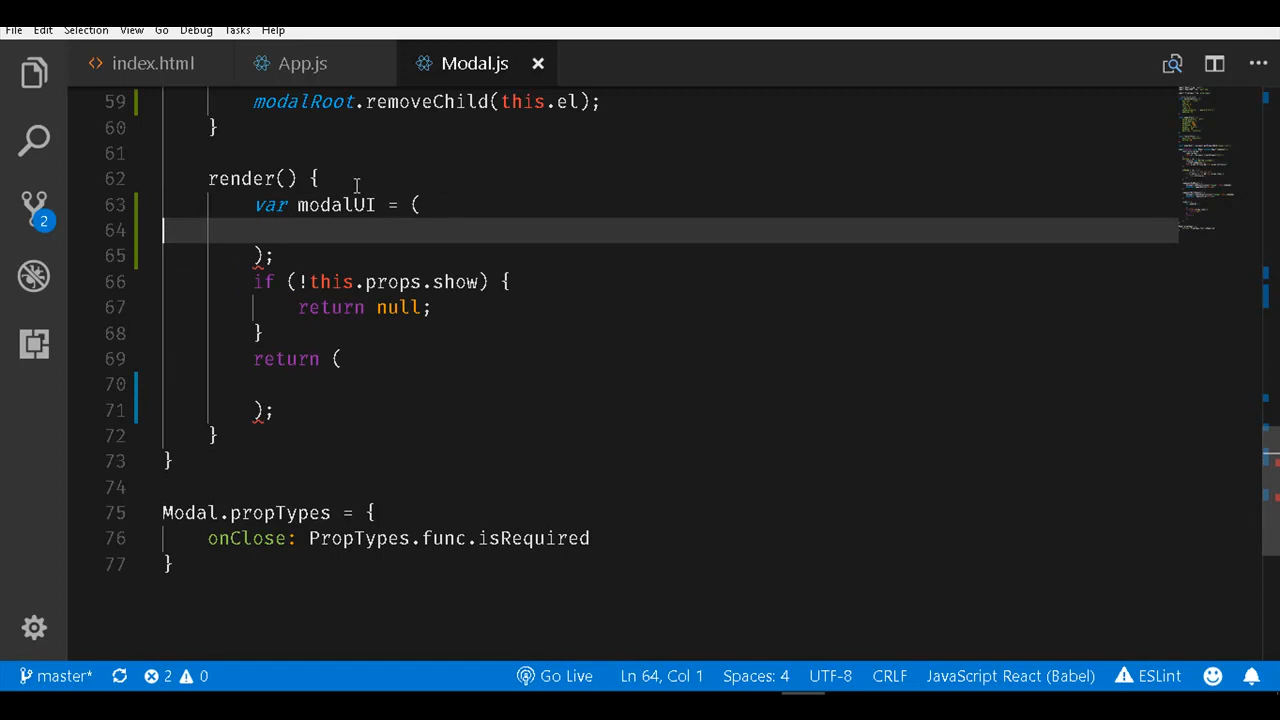 File Edit Selection View Go Debug Tasks Help
index.html App.js Modal.js
59 modalRoot.removeChild(this.el);
60 }
61
62 render() {
63 var modalUI = (
64
65 );
66 if (!this.props.show) {
67 return null;
68 }
69 return (
70
71 );
72 }
73 }
74
75 Modal.propTypes = {
76 onClose: PropTypes.func.isRequired
77 }
2
master* 2 0 Go Live Ln 64, Col 1 Spaces: 4 UTF-8 CRLF JavaScript React (Babel) ESLint